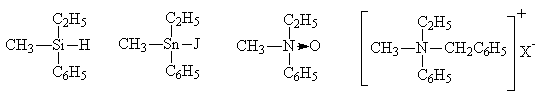 C2H5 C2H5 C2H5 C2H5 +
CH3 Si H CH3 Sn J CH3 N O CH3 N CH2C6H5 X-
C6H5 C6H5 C6H5 C6H5